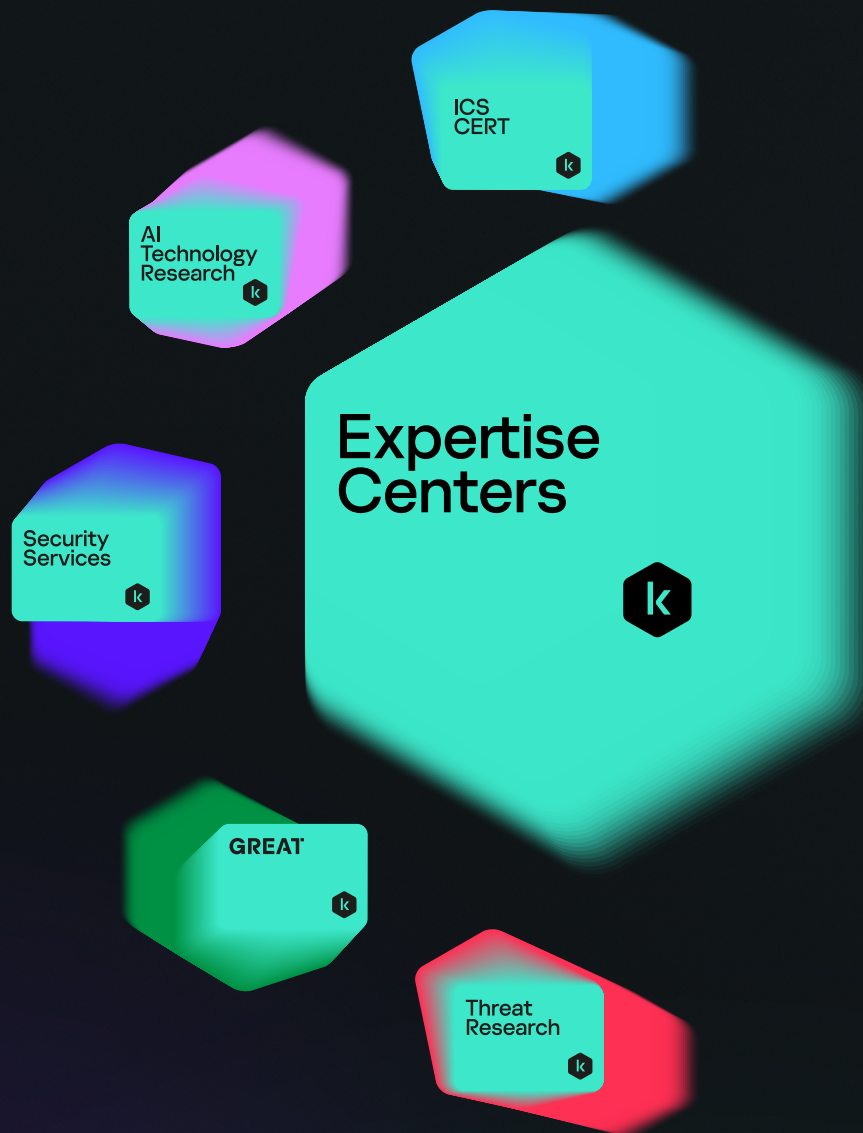 ICS
CERT
AI
Technology
Research
Expertise
Centers
Security
Services
GREAT
Threat
Research